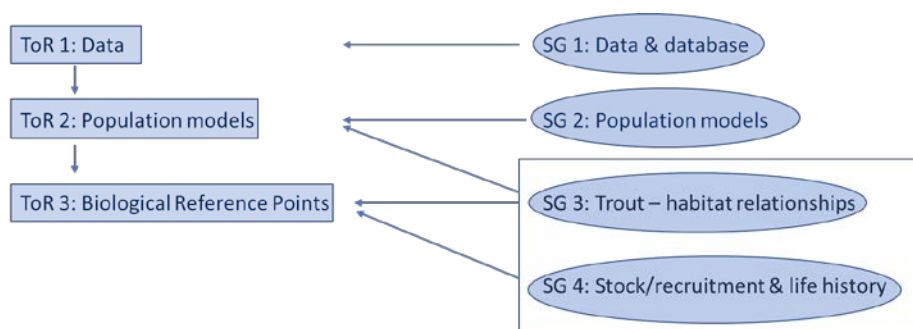 ToR 1: Data
SG 1: Data & database
ToR 2: Population models
SG 2: Population models
ToR 3: Biological Reference Points
SG 3: Trout – habitat relationships
SG 4: Stock/recruitment & life history